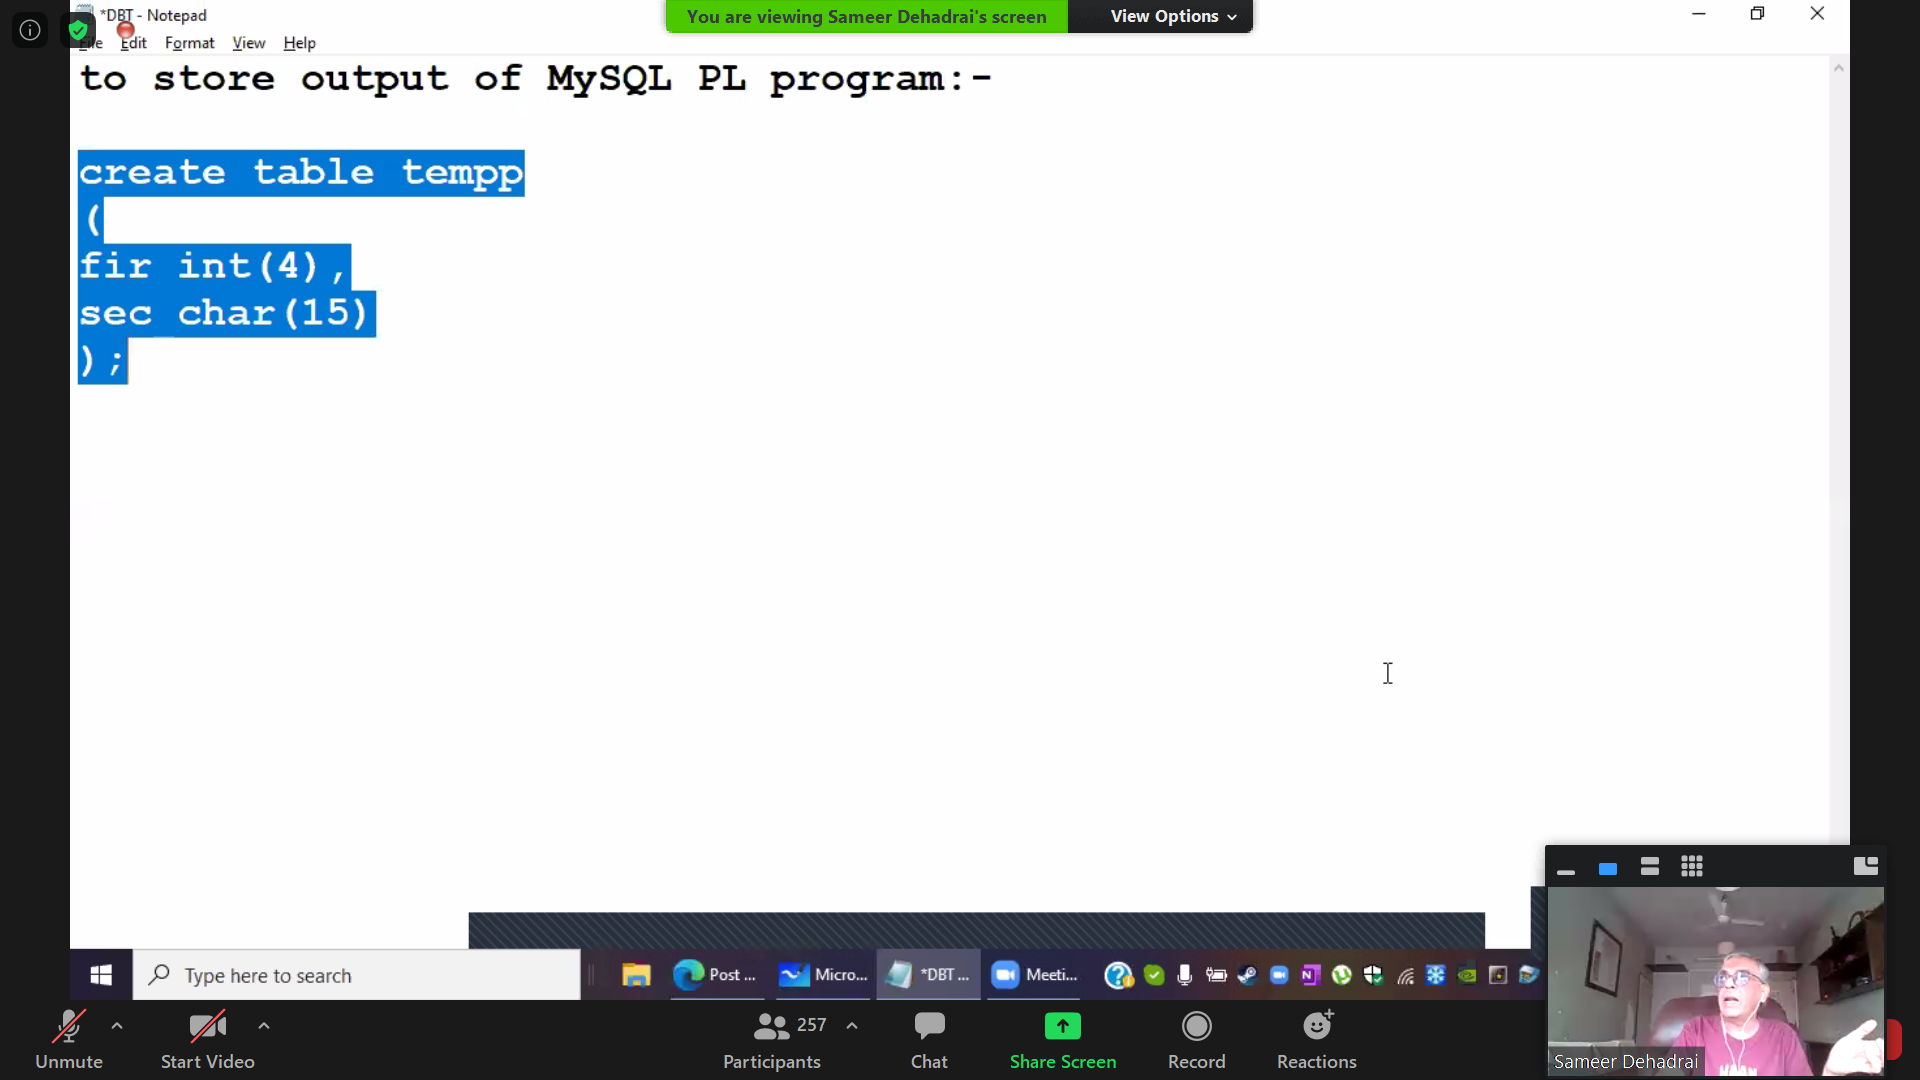 *DBT - Notepad
You are viewing Sameer Dehadrai's screen
View Options
File Edit Format View Help
to store output of MySQL PL program:-
create table tempp
(
fir int(4),
sec char(15)
);
Type here to search
Post ...
Micro...
*DBT ...
Meeti...
Sameer Dehadrai
Unmute
Start Video
257
Participants
Chat
Share Screen
Record
Reactions